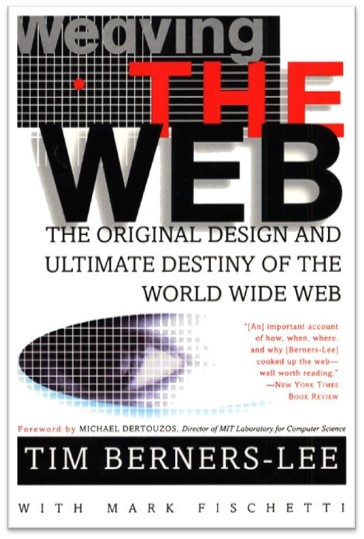 Weaving
THE
WEB
THE ORIGINAL DESIGN AND
ULTIMATE DESTINY OF THE
WORLD WIDE WEB
"[An] important account
of how, when, where,
and why [Berners-Lee]
cooked up the web—
well worth reading."
—NEW YORK TIMES
BOOK REVIEW
Foreword by MICHAEL DERTOUZOS, Director of MIT Laboratory for Computer Science
TIM BERNERS-LEE
WITH MARK FISCHETTI